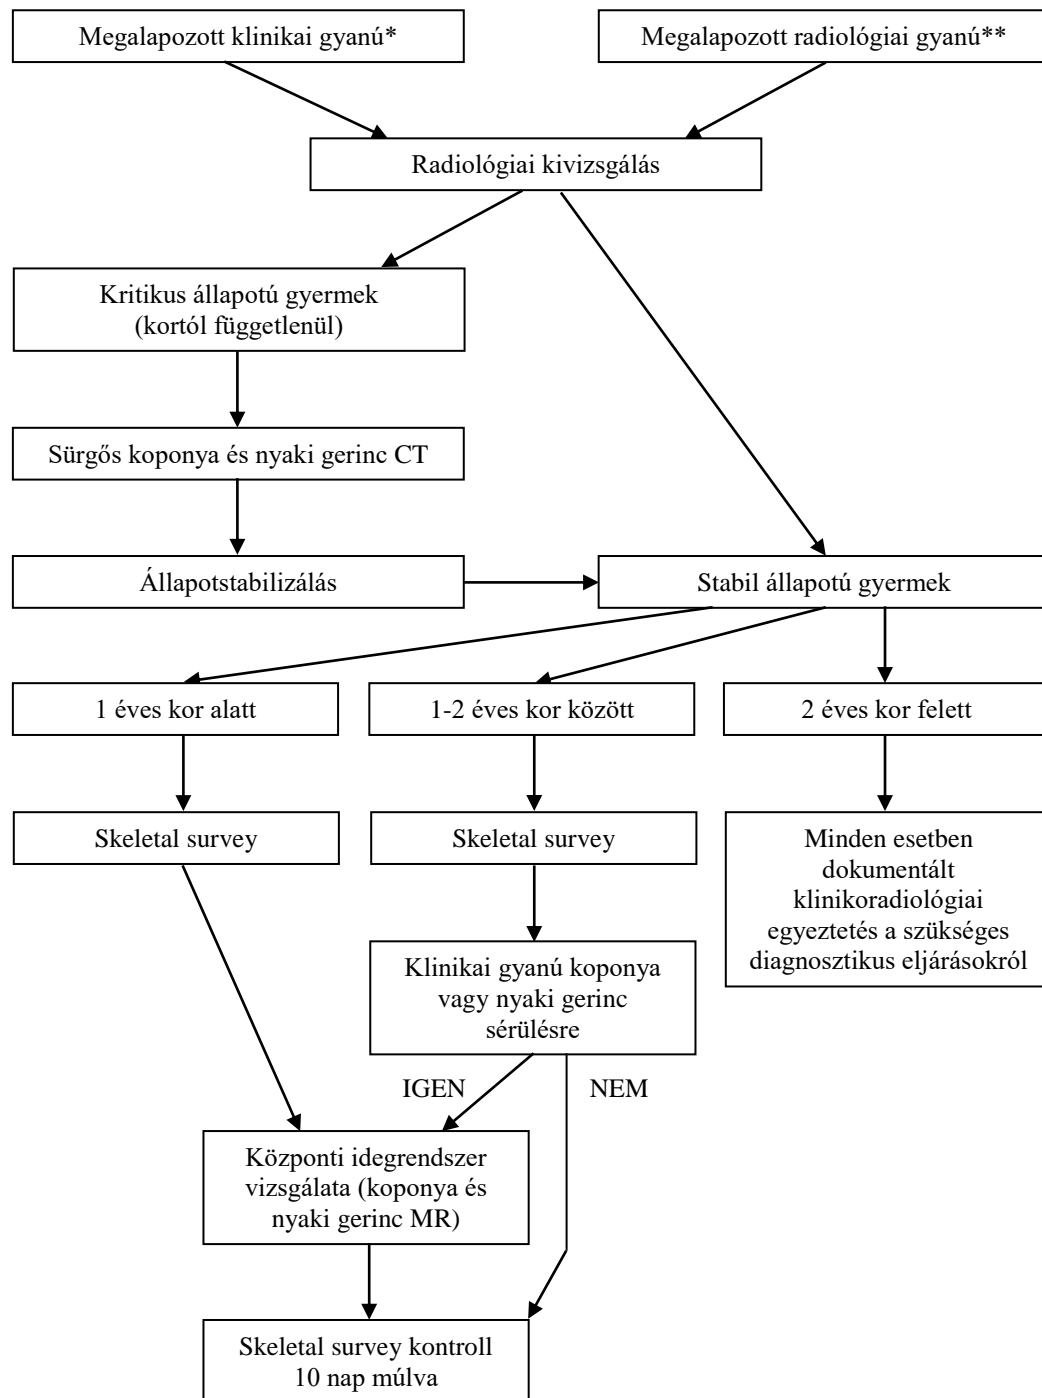 Megalapozott klinikai gyanú*
Megalapozott radiológiai gyanú**
Radiológiai kivizsgálás
Kritikus állapotú gyermek
(kortól függetlenül)
Sürgős koponya és nyaki gerinc CT
Állapotstabilizálás
Stabil állapotú gyermek
1 éves kor alatt
1-2 éves kor között
2 éves kor felett
Skeletal survey
Skeletal survey
Minden esetben
dokumentált
klinikoradiológiai
egyeztetés a szükséges
diagnosztikus eljárásokról
Klinikai gyanú koponya
vagy nyaki gerinc
sérülésre
IGEN
NEM
Központi idegrendszer
vizsgálata (koponya és
nyaki gerinc MR)
Skeletal survey kontroll
10 nap múlva